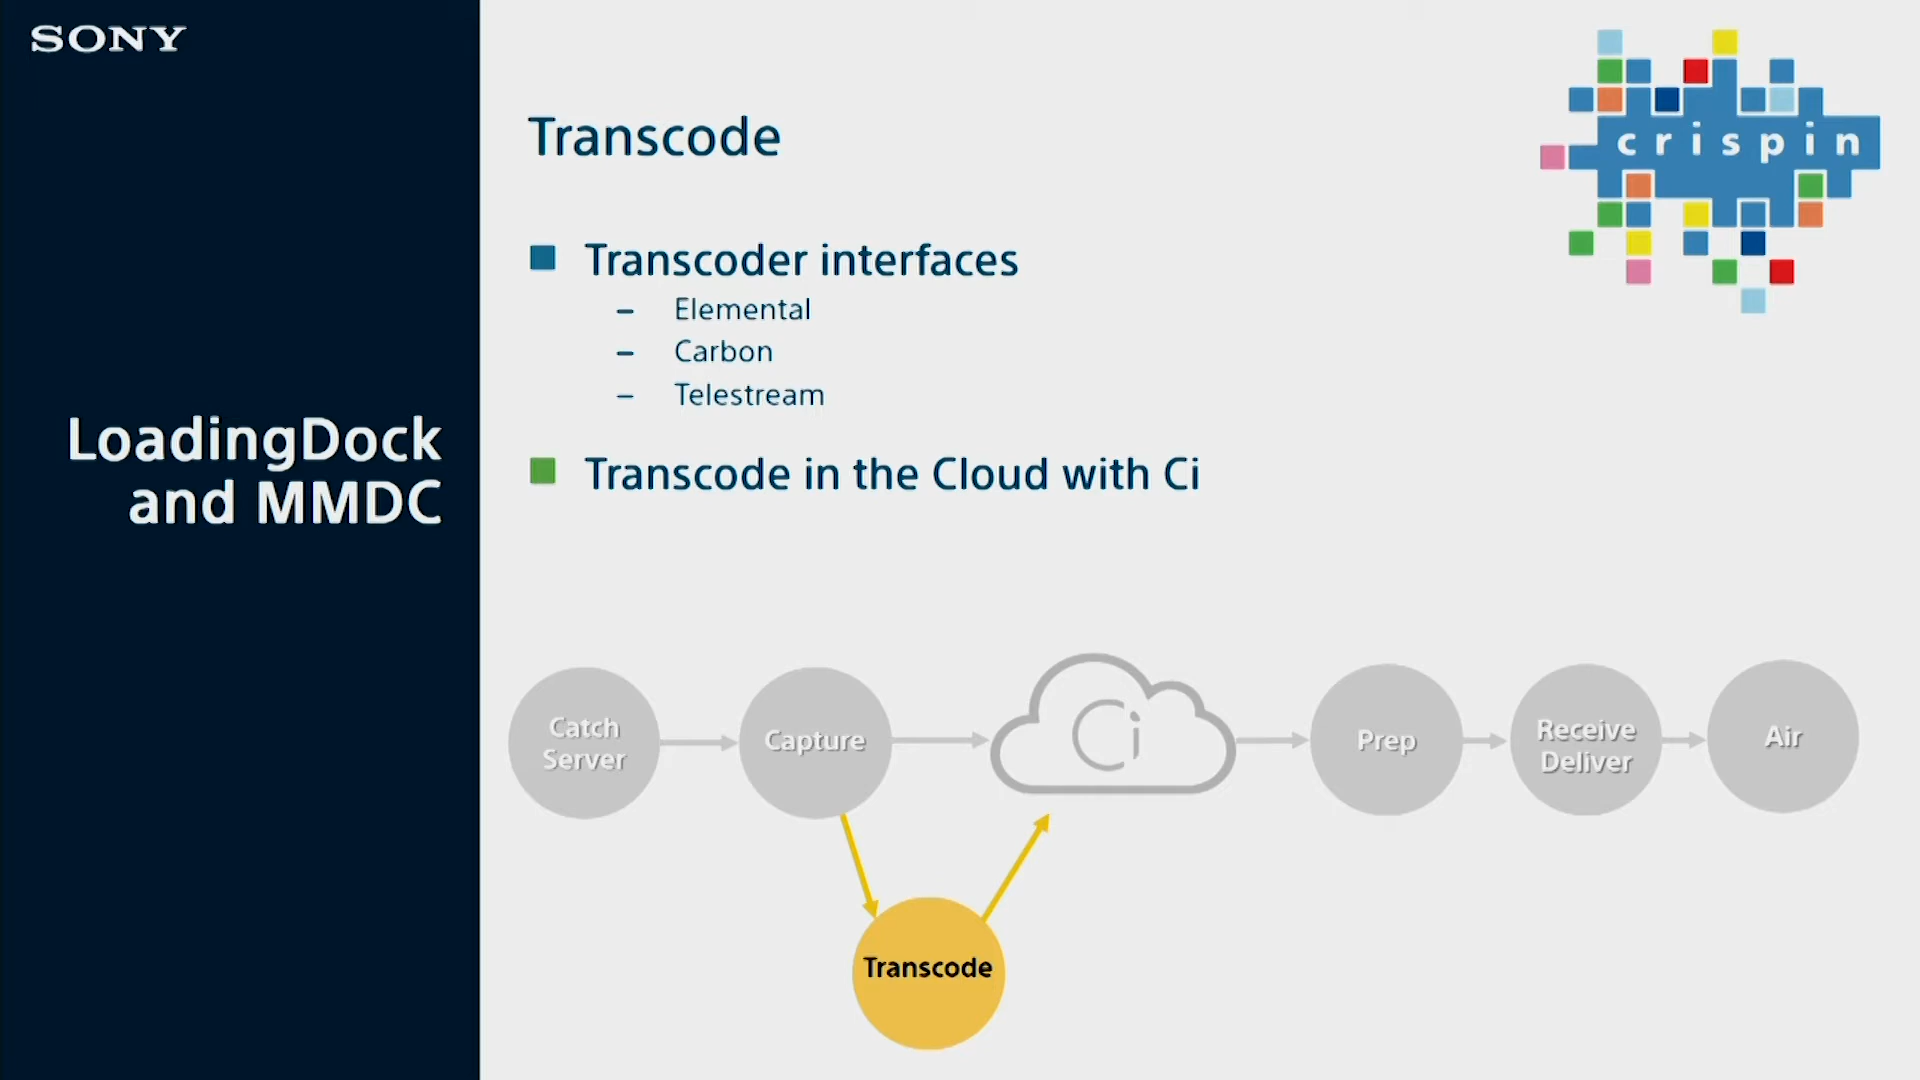 SONY
crispin
LoadingDock
and MMDC
Transcode
Transcoder interfaces
– Elemental
– Carbon
– Telestream
Transcode in the Cloud with Ci
Catch
Server
Capture
Ci
Prep
Receive
Deliver
Air
Transcode